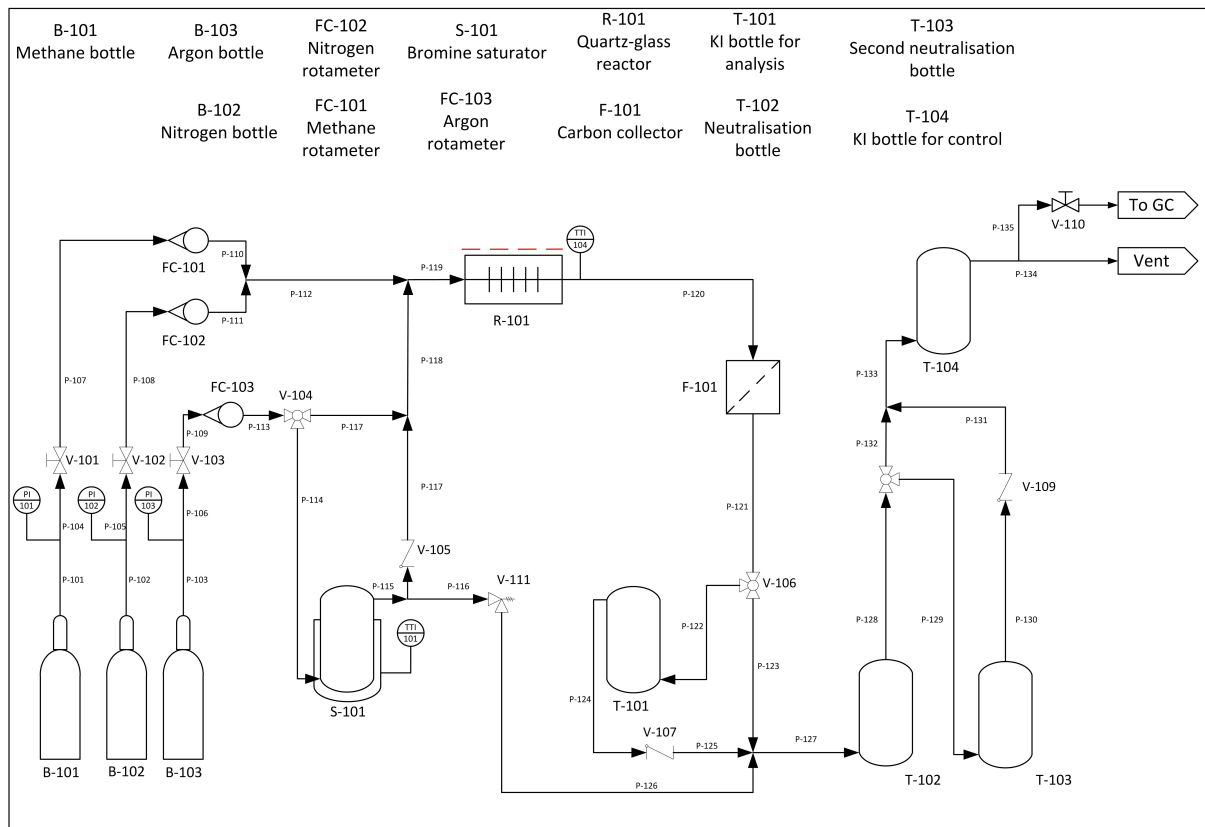 B-101
Methane bottle
B-103
Argon bottle
FC-102
Nitrogen
rotameter
S-101
Bromine saturator
R-101
Quartz-glass
reactor
T-101
KI bottle for
analysis
T-103
Second neutralisation
bottle
B-102
Nitrogen bottle
FC-101
Methane
rotameter
FC-103
Argon
rotameter
F-101
Carbon collector
T-102
Neutralisation
bottle
T-104
KI bottle for control
To GC
V-110
P-135
Vent
P-134
T-104
P-133
TTI
104
P-110
FC-101
P-119
P-112
P-120
R-101
P-111
FC-102
P-118
F-101
P-107
P-108
FC-103
V-104
P-109
P-113
P-117
P-131
P-132
V-101
V-102
V-103
PI
101
PI
102
PI
103
P-104
P-105
P-106
P-114
P-117
P-121
V-109
V-105
P-101
P-102
P-103
P-115
P-116
V-111
V-106
TTI
101
P-122
P-123
P-128
P-129
P-130
S-101
T-101
P-124
V-107
P-125
P-127
B-101
B-102
B-103
P-126
T-102
T-103